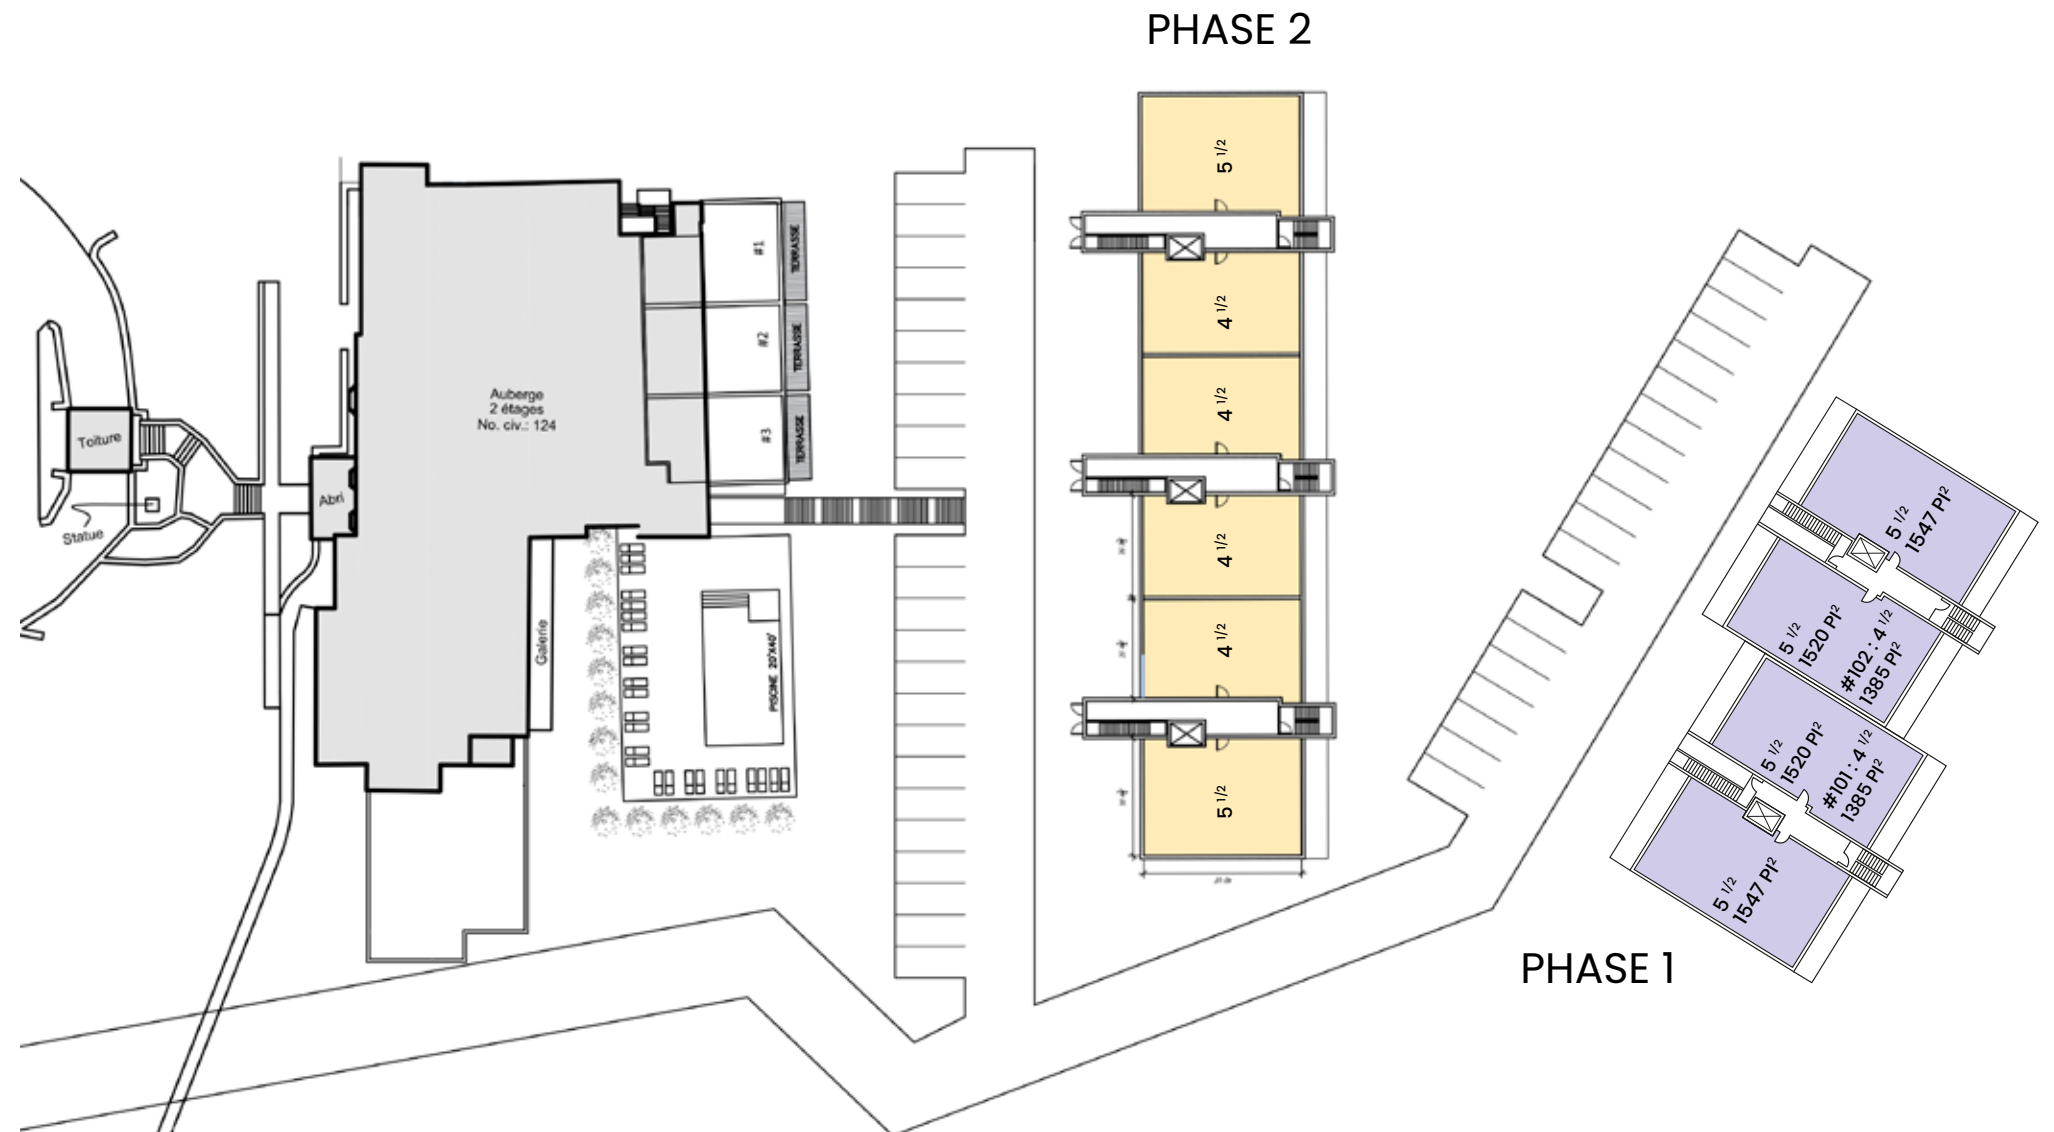 PHASE 2
5 1/2
4 1/2
4 1/2
4 1/2
4 1/2
5 1/2
#1
TERRASSE
#2
TERRASSE
#3
TERRASSE
Auberge
2 étages
No. civ.: 124
Toiture
Abri
Statue
Galerie
PISCINE 20'X40'
5 1/2
1547 PI²
5 1/2
1520 PI²
#102 : 4 1/2
1385 PI²
5 1/2
1520 PI²
#101 : 4 1/2
1385 PI²
5 1/2
1547 PI²
PHASE 1